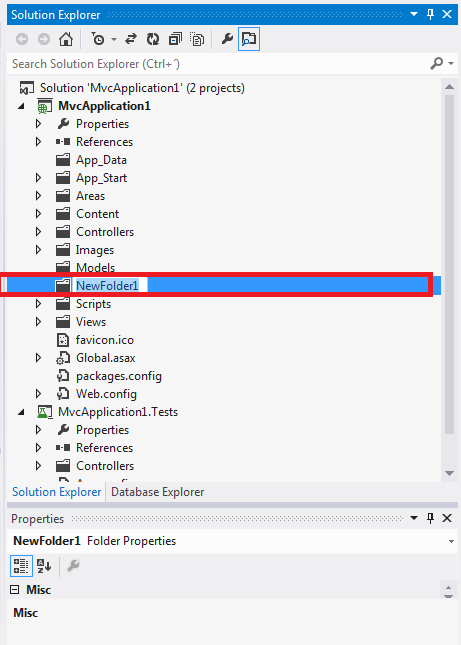 Solution Explorer
Search Solution Explorer (Ctrl+´)
Solution 'MvcApplication1' (2 projects)
MvcApplication1
Properties
References
App_Data
App_Start
Areas
Content
Controllers
Images
Models
NewFolder1
Scripts
Views
favicon.ico
Global.asax
packages.config
Web.config
MvcApplication1.Tests
Properties
References
Controllers
Solution Explorer Database Explorer
Properties
NewFolder1 Folder Properties
Misc
Misc